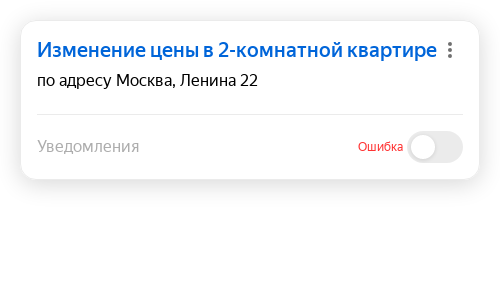 Изменение цены в 2-комнатной квартире
по адресу Москва, Ленина 22
Уведомления
Ошибка